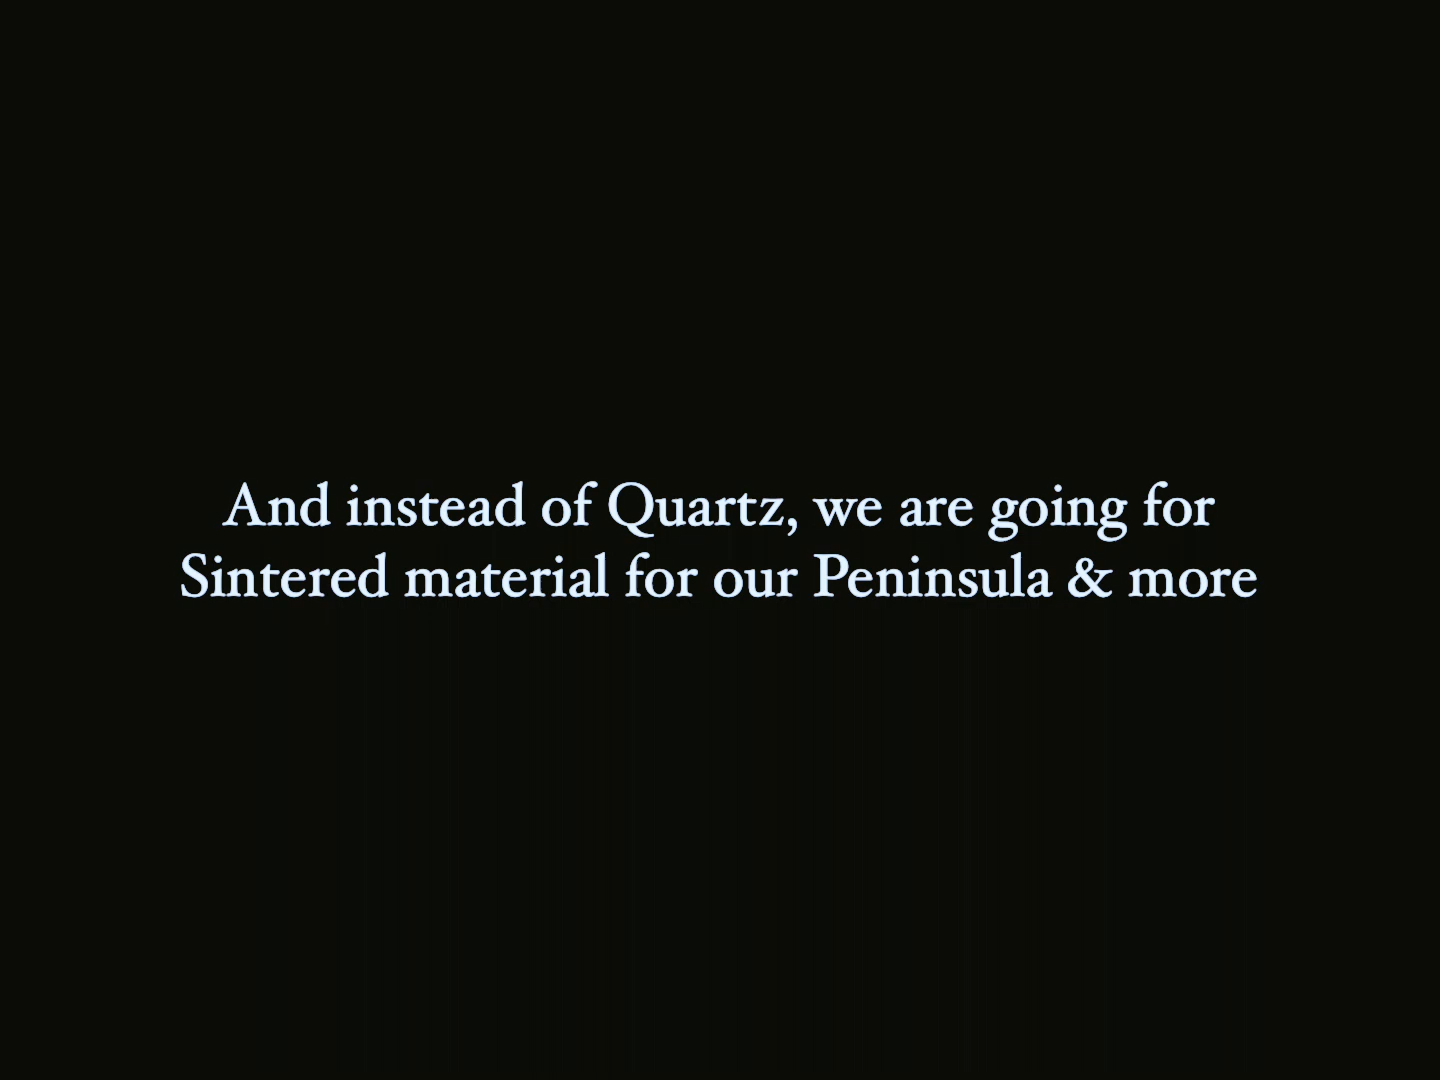 And instead of Quartz, we are going for
Sintered material for our Peninsula & more